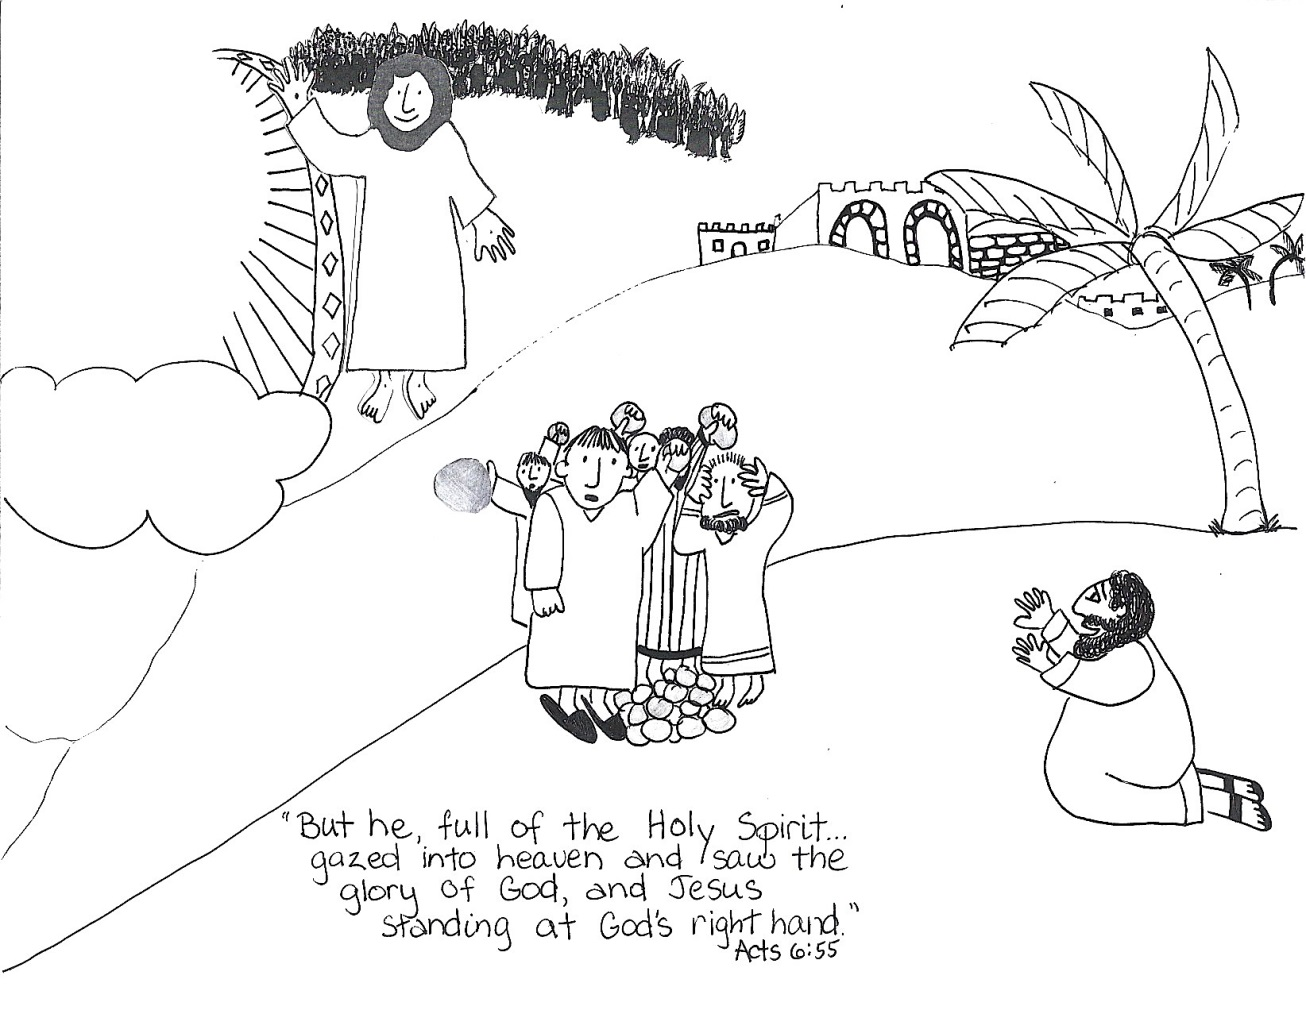 "But he, full of the Holy Spirit...
gazed into heaven and saw the
glory of God, and Jesus
standing at God's right hand."
Acts 6:55